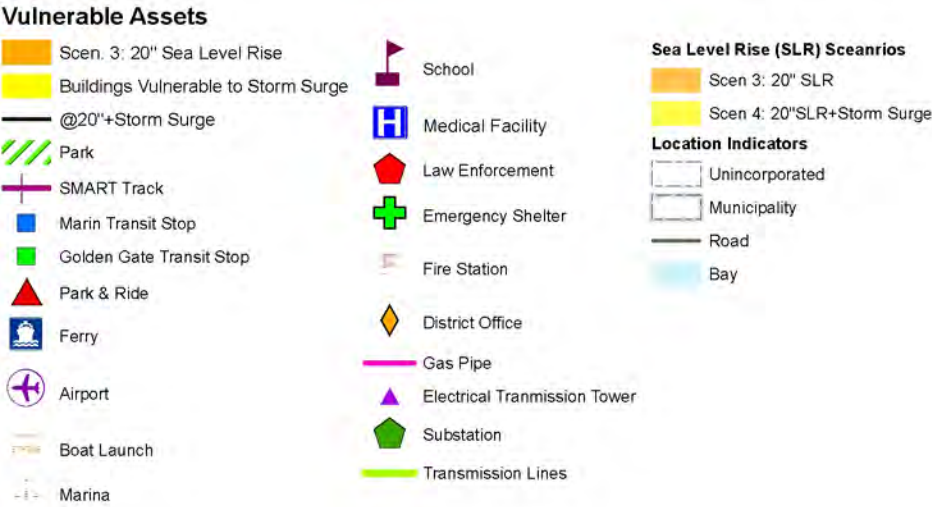 Vulnerable Assets
Scen. 3: 20" Sea Level Rise
Buildings Vulnerable to Storm Surge
@20"+Storm Surge
Park
SMART Track
Marin Transit Stop
Golden Gate Transit Stop
Park & Ride
Ferry
Airport
Boat Launch
Marina
School
H
Medical Facility
Law Enforcement
Emergency Shelter
Fire Station
District Office
Gas Pipe
Electrical Tranmission Tower
Substation
Transmission Lines
Sea Level Rise (SLR) Sceanrios
Scen 3: 20" SLR
Scen 4: 20"SLR+Storm Surge
Location Indicators
Unincorporated
Municipality
Road
Bay